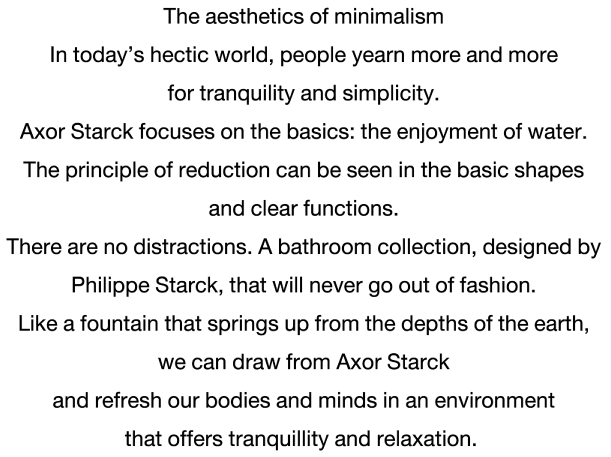 The aesthetics of minimalism
In today’s hectic world, people yearn more and more
for tranquility and simplicity.
Axor Starck focuses on the basics: the enjoyment of water.
The principle of reduction can be seen in the basic shapes
and clear functions.
There are no distractions. A bathroom collection, designed by
Philippe Starck, that will never go out of fashion.
Like a fountain that springs up from the depths of the earth,
we can draw from Axor Starck
and refresh our bodies and minds in an environment
that offers tranquillity and relaxation.